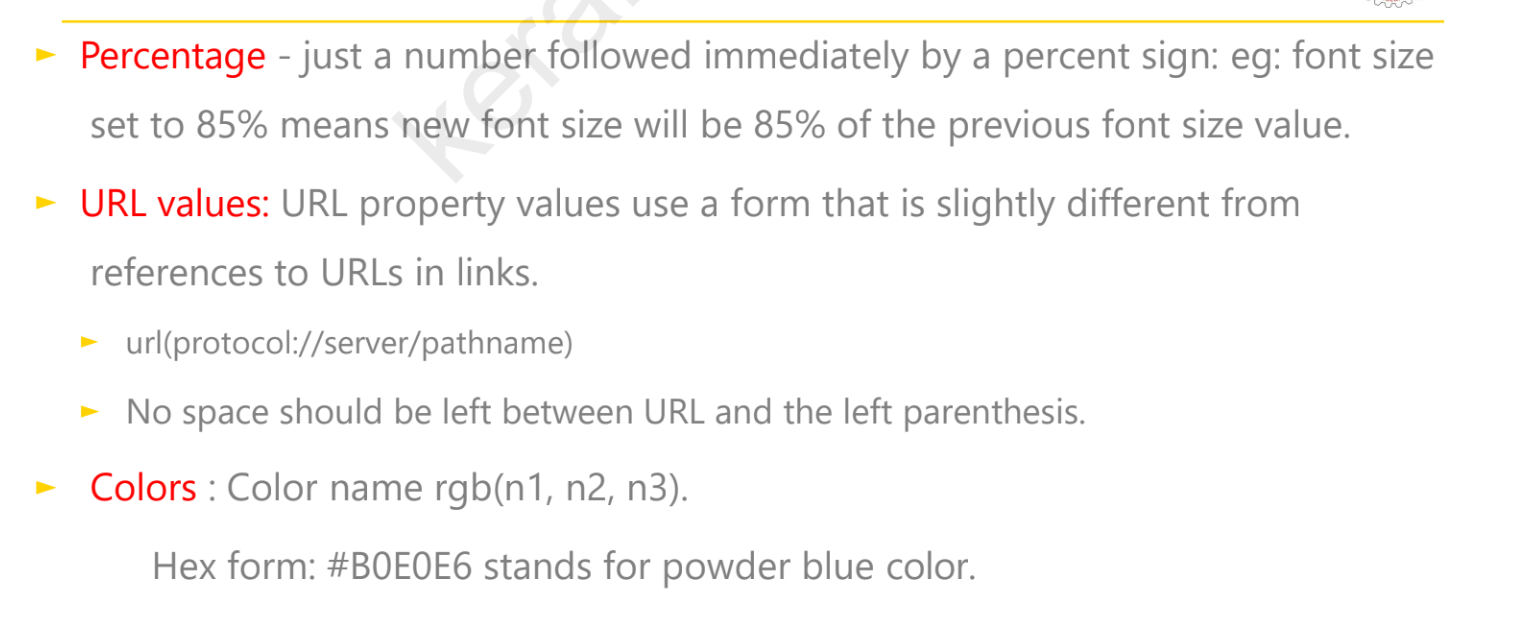 ► Percentage - just a number followed immediately by a percent sign: eg: font size
set to 85% means new font size will be 85% of the previous font size value.
► URL values: URL property values use a form that is slightly different from
references to URLs in links.
► url(protocol://server/pathname)
► No space should be left between URL and the left parenthesis.
► Colors : Color name rgb(n1, n2, n3).
Hex form: #B0E0E6 stands for powder blue color.